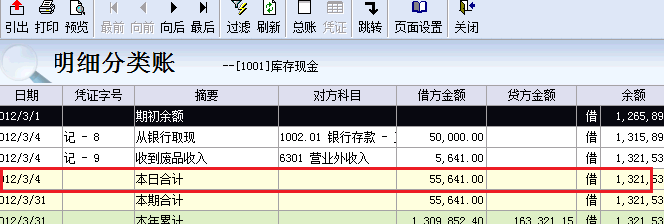 引出 打印 预览 最前 向前 向后 最后 过滤 刷新 总账 凭证 跳转 页面设置 关闭
明细分类账 --[1001]库存现金
日期 凭证字号 摘要 对方科目 借方金额 贷方金额 余额
012/3/1 期初余额 借 1,265,89
012/3/4 记 - 8 从银行取现 1002.01 银行存款 - 借 50,000.00 1,315,89
012/3/4 记 - 9 收到废品收入 6301 营业外收入 5,641.00 借 1,321,53
012/3/4 本日合计 55,641.00 借 1,321,53
012/3/31 本期合计 55,641.00 借 1,321,53
012/3/31 本年累计 1,309,852.40 163,321.15 借 1,321,53